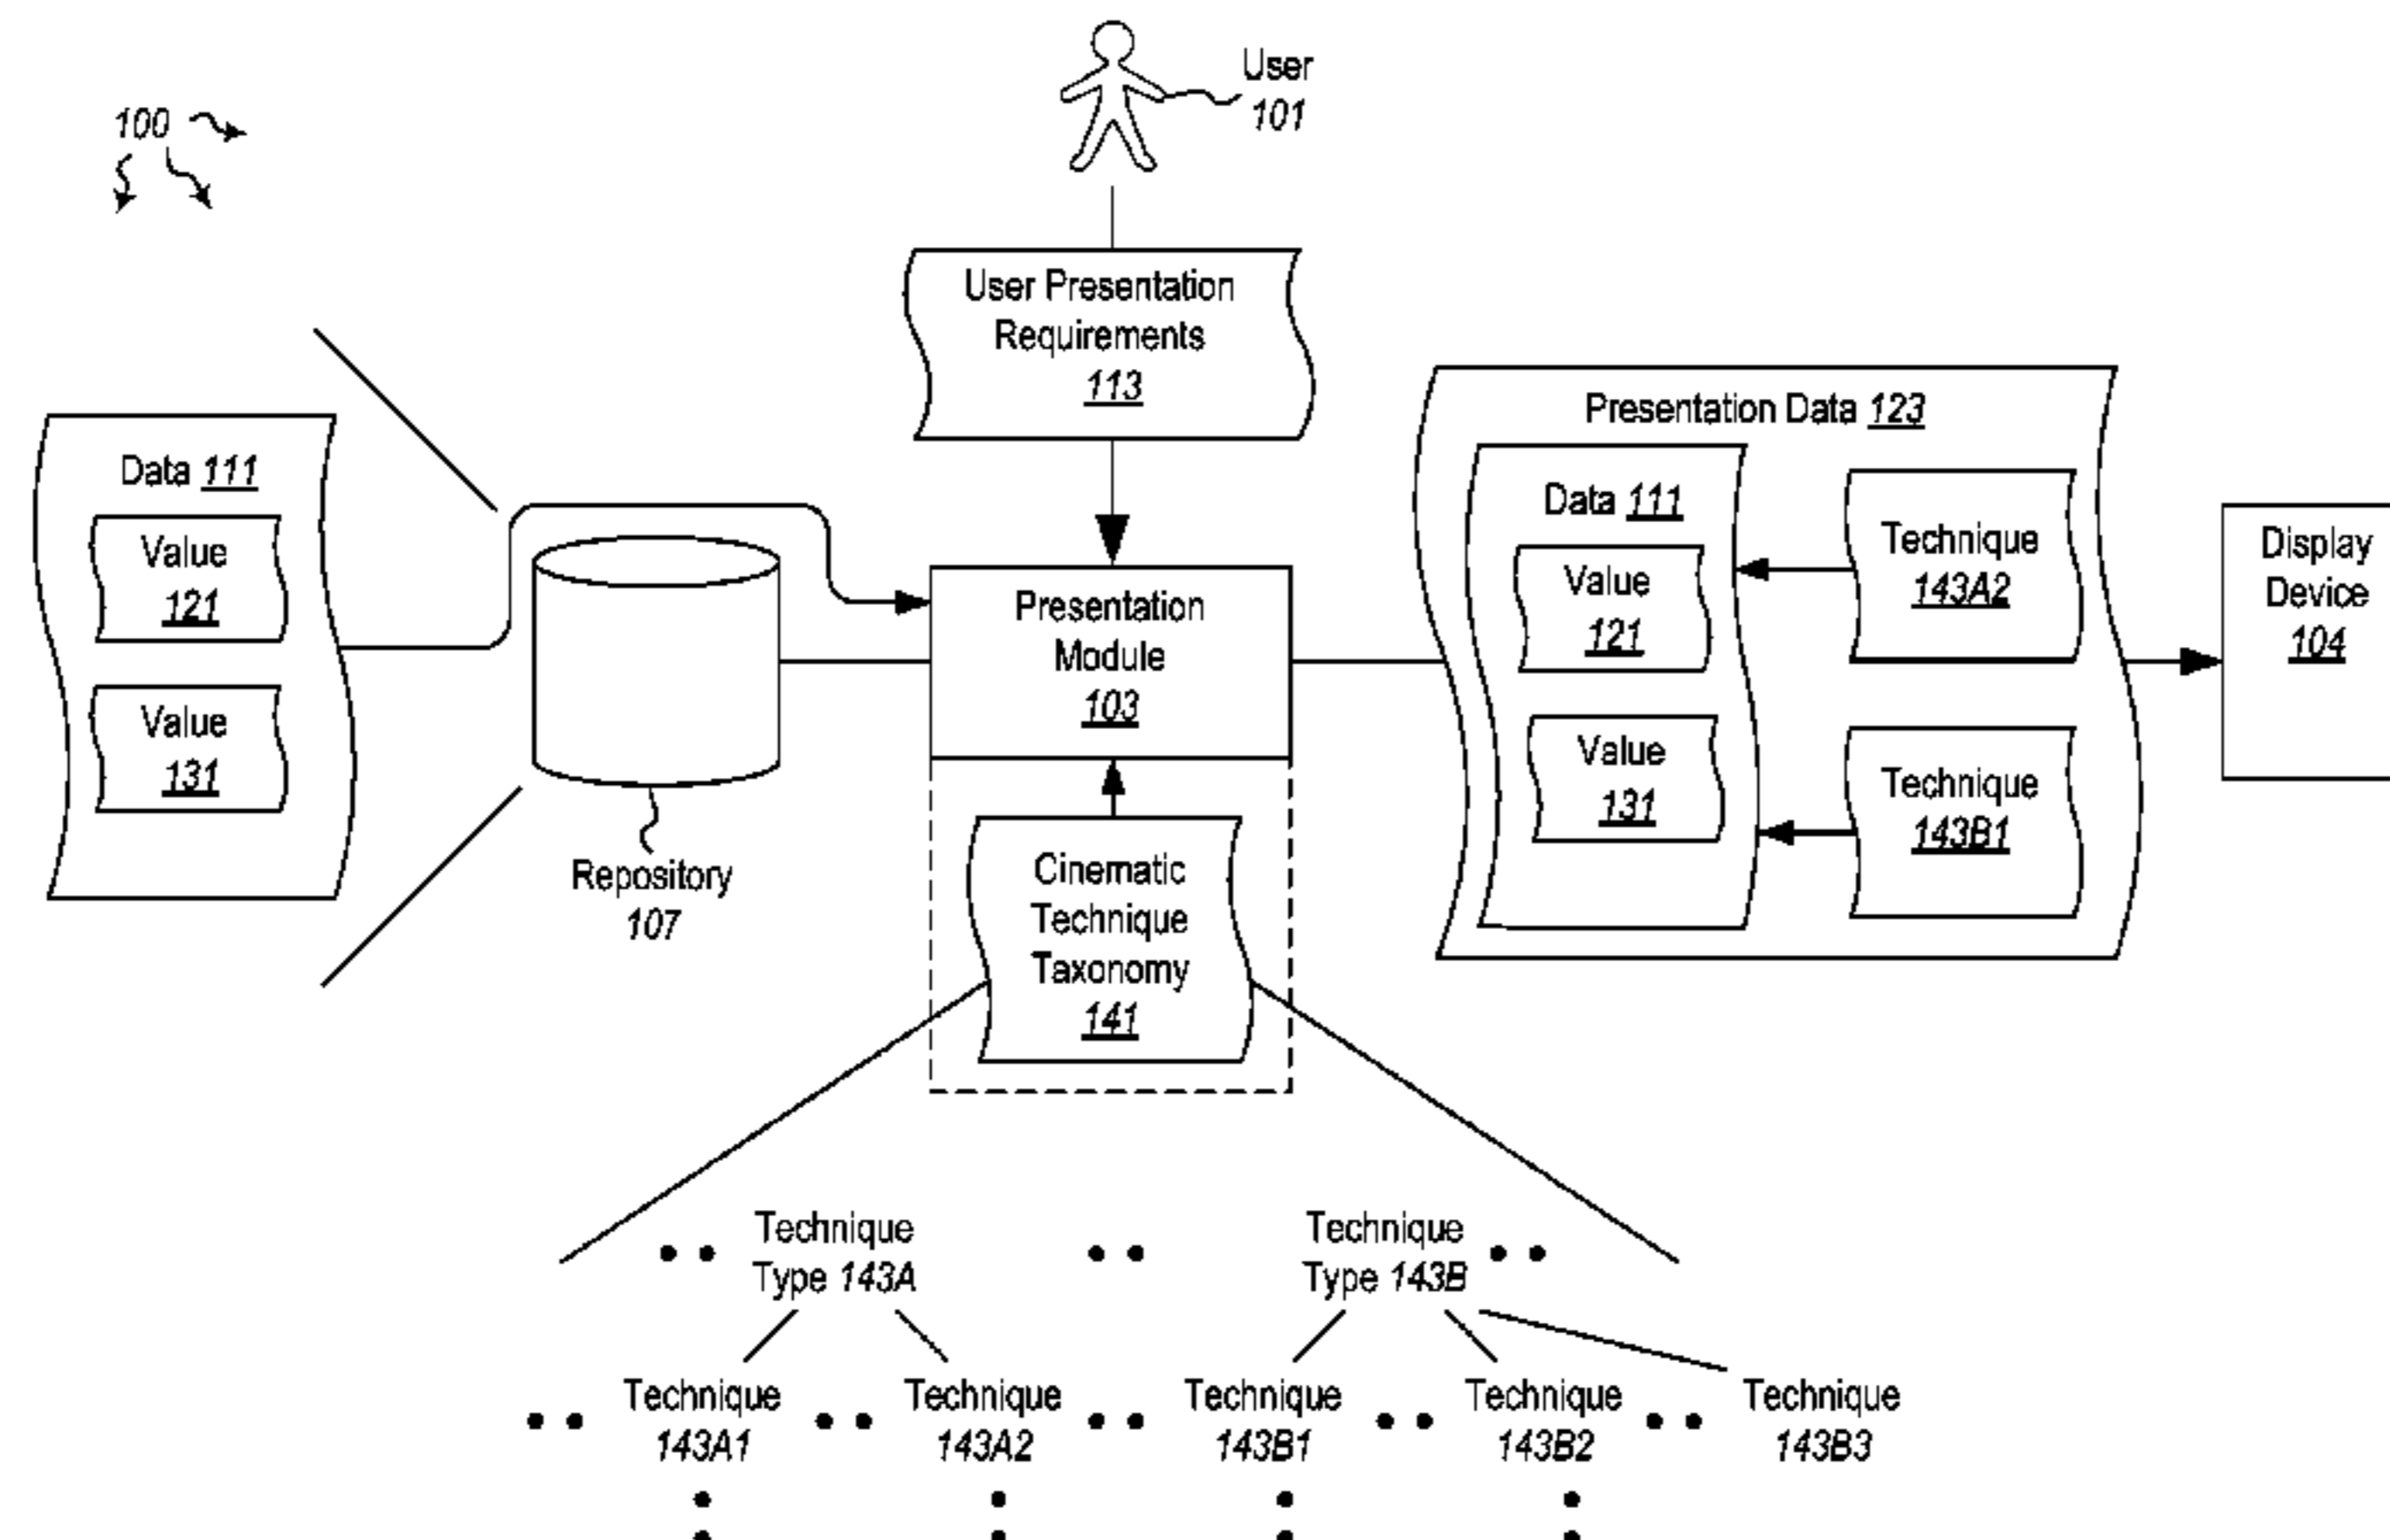 100
User
101
User Presentation
Requirements
113
Data 111
Value
121
Value
131
Repository
107
Presentation
Module
103
Cinematic
Technique
Taxonomy
141
Presentation Data 123
Data 111
Value
121
Value
131
Technique
143A2
Technique
143B1
Display
Device
104
Technique
Type 143A
Technique
Type 143B
Technique
143A1
Technique
143A2
Technique
143B1
Technique
143B2
Technique
143B3